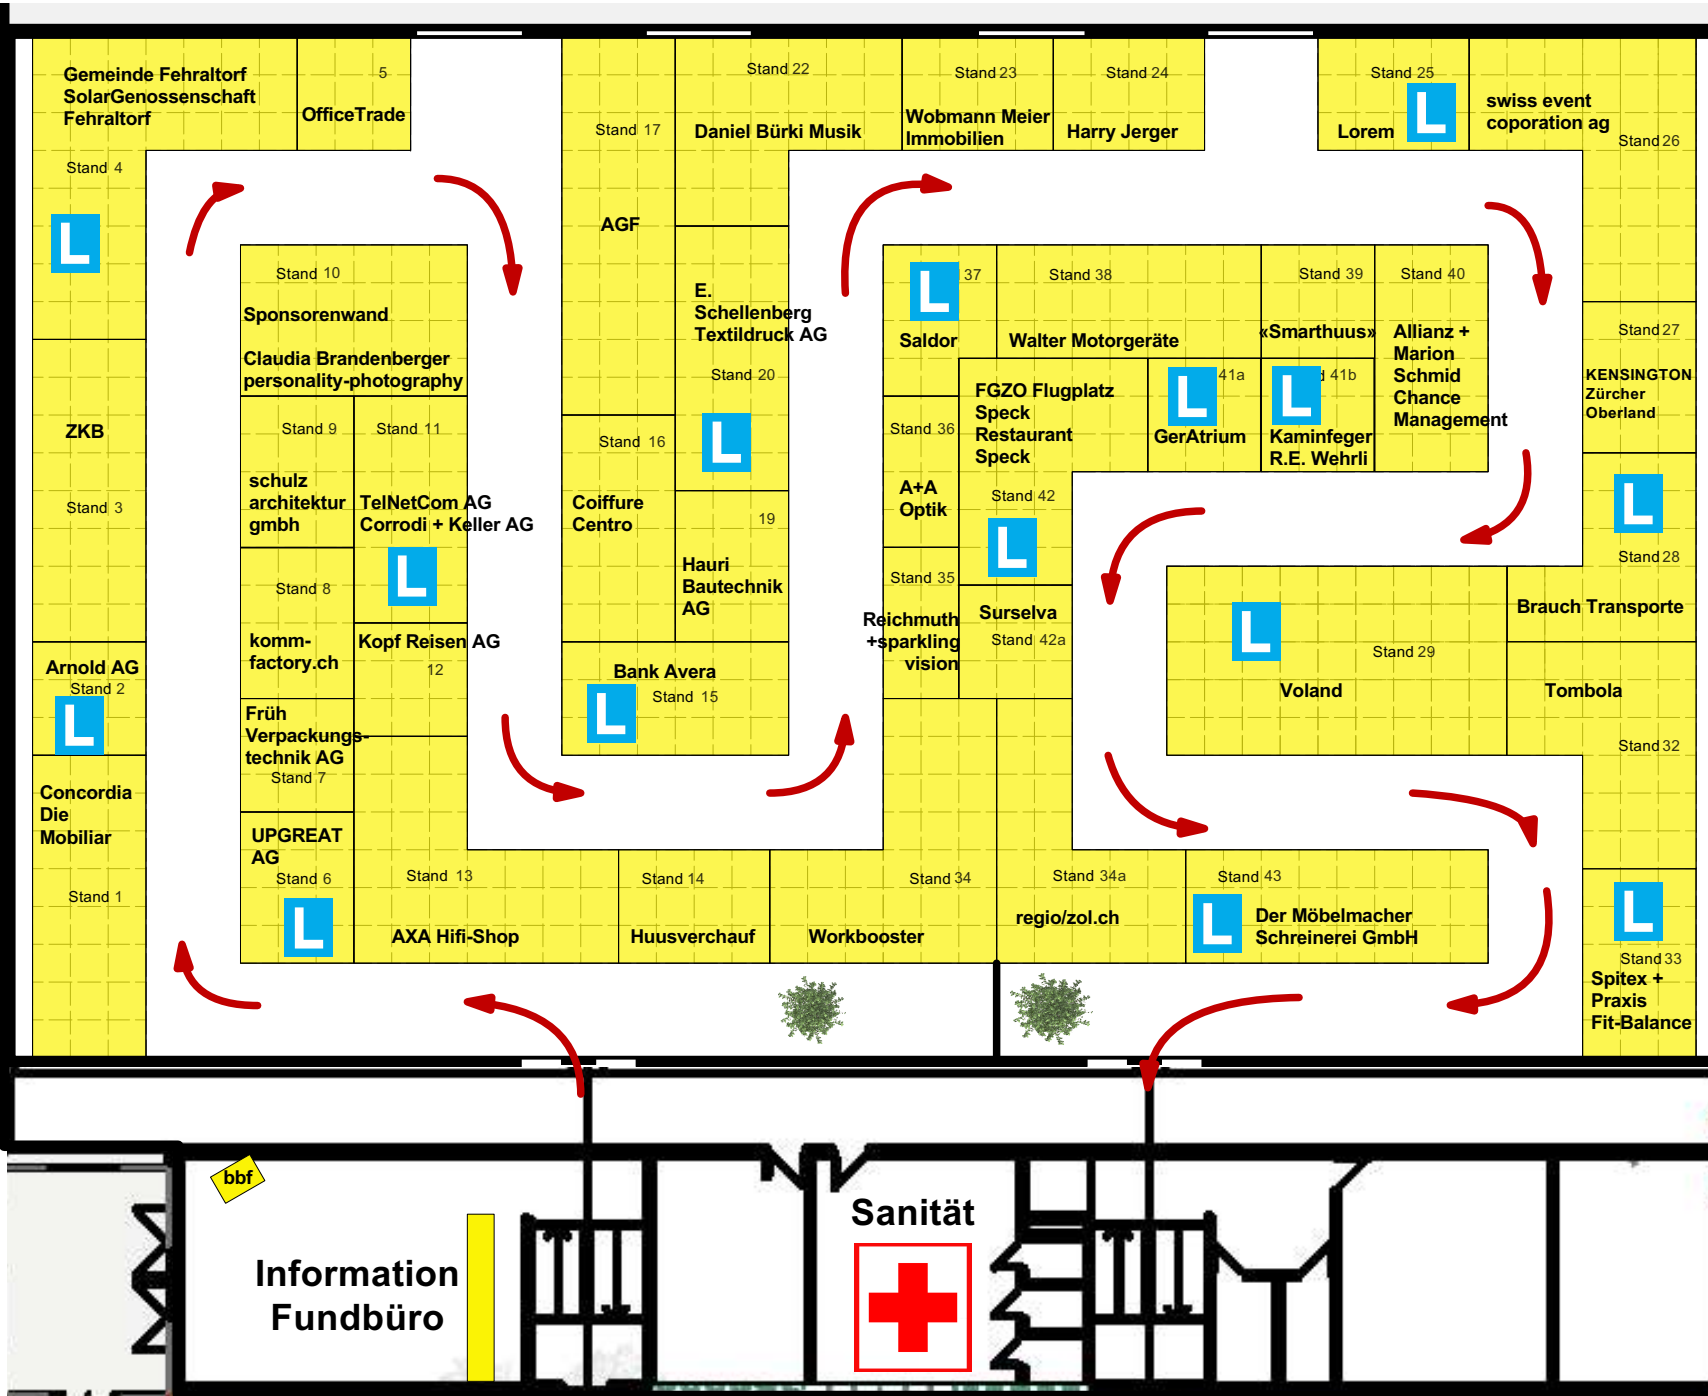 Gemeinde Fehraltorf
SolarGenossenschaft
Fehraltorf
Stand 4
L
5
OfficeTrade
Stand 17
AGF
Stand 22
Daniel Bürki Musik
Stand 23
Wobmann Meier
Immobilien
Stand 24
Harry Jerger
Stand 25
Lorem
L
swiss event
coporation ag
Stand 26
Stand 10
Sponsorenwand
Claudia Brandenberger
personality-photography
E.
Schellenberg
Textildruck AG
Stand 20
L
37
L
Saldor
Stand 38
Walter Motorgeräte
Stand 39
«Smarthuus»
Stand 40
Allianz +
Marion
Schmid
Chance
Management
Stand 27
KENSINGTON
Zürcher
Oberland
ZKB
Stand 3
Stand 9
schulz
architektur
gmbh
Stand 11
TelNetCom AG
Corrodi + Keller AG
L
Stand 16
Coiffure
Centro
19
Hauri
Bautechnik
AG
Stand 36
A+A
Optik
FGZO Flugplatz
Speck
Restaurant
Speck
Stand 42
L
41a
L
GerAtrium
41b
L
Kaminfeger
R.E. Wehrli
L
Stand 28
Brauch Transporte
Stand 8
komm-
factory.ch
Kopf Reisen AG
12
Stand 35
Reichmuth
+sparkling
vision
Surselva
Stand 42a
L
Stand 29
Voland
Tombola
Stand 32
Arnold AG
Stand 2
L
Früh
Verpackungs-
technik AG
Stand 7
Bank Avera
Stand 15
L
Concordia
Die
Mobiliar
Stand 1
UPGREAT
AG
Stand 6
L
Stand 13
AXA Hifi-Shop
Stand 14
Huusverchauf
Stand 34
Workbooster
Stand 34a
regio/zol.ch
Stand 43
L
Der Möbelmacher
Schreinerei GmbH
L
Stand 33
Spitex +
Praxis
Fit-Balance
bbf
Information
Fundbüro
Sanität